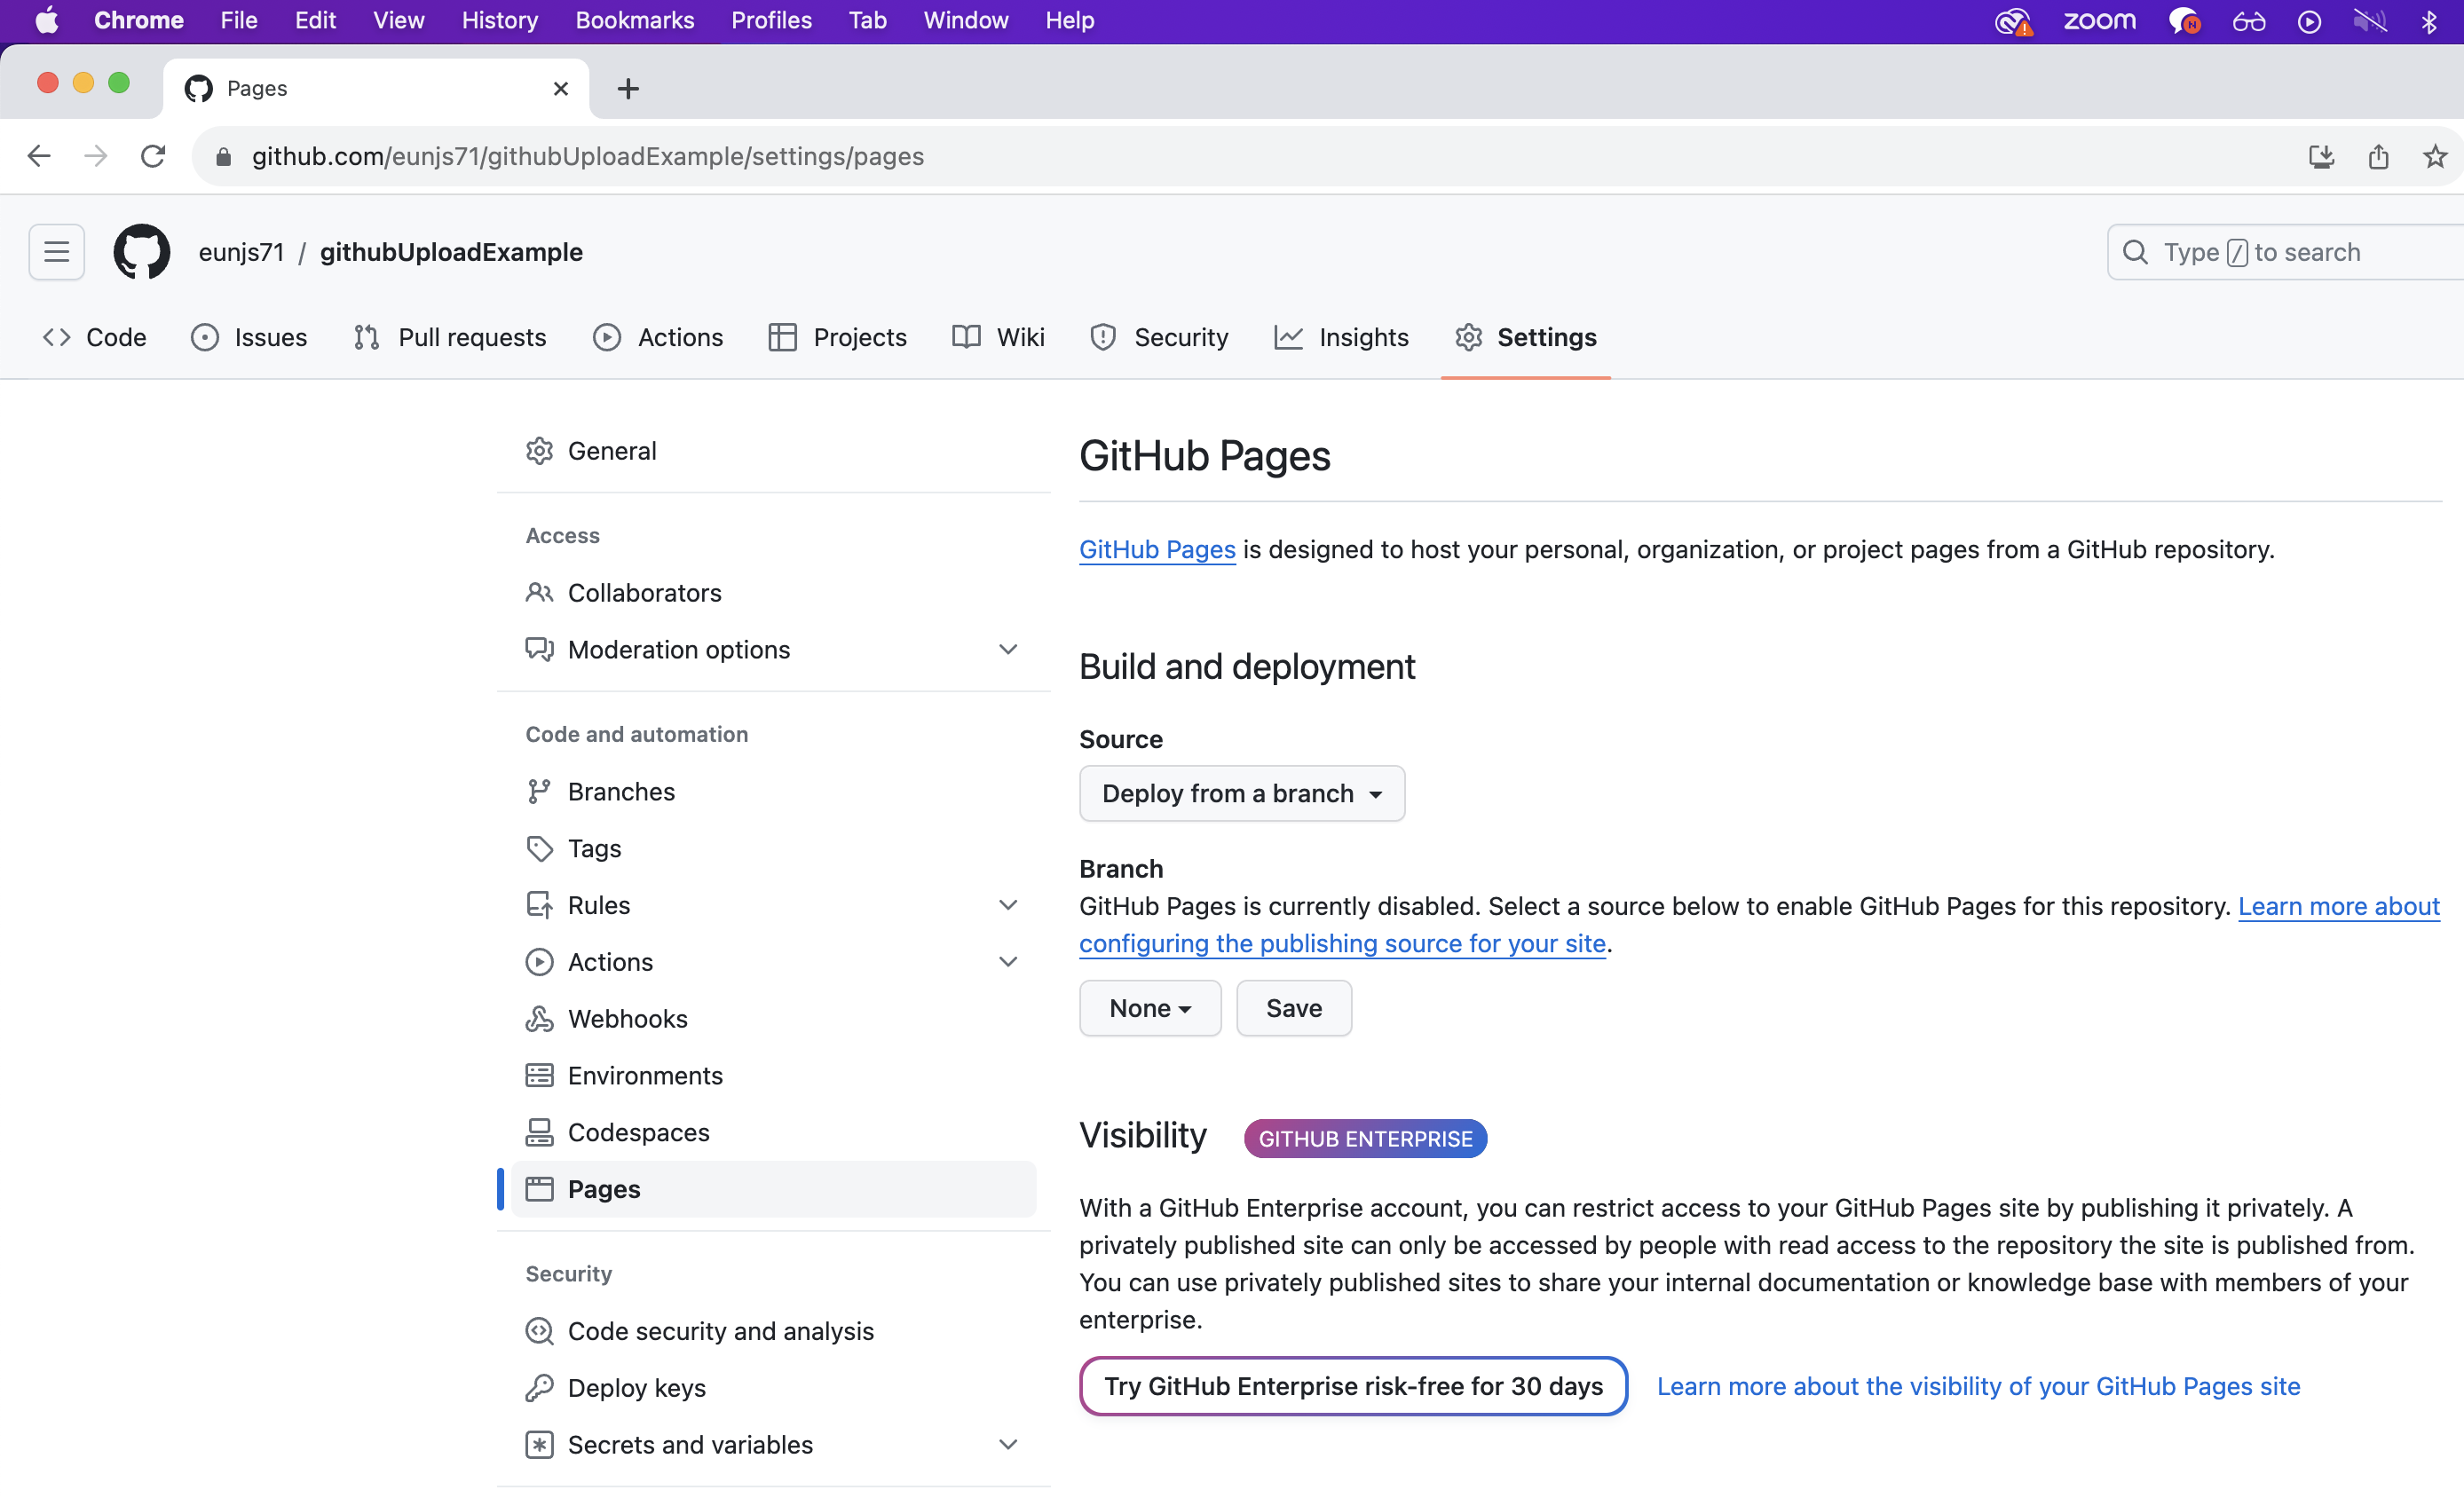 Chrome File Edit View History Bookmarks Profiles Tab Window Help zoom N
Pages
github.com/eunjs71/githubUploadExample/settings/pages
eunjs71 / githubUploadExample
Type / to search
Code Issues Pull requests Actions Projects Wiki Security Insights Settings
General
Access
Collaborators
Moderation options
Code and automation
Branches
Tags
Rules
Actions
Webhooks
Environments
Codespaces
Pages
Security
Code security and analysis
Deploy keys
Secrets and variables
GitHub Pages
GitHub Pages is designed to host your personal, organization, or project pages from a GitHub repository.
Build and deployment
Source
Deploy from a branch
Branch
GitHub Pages is currently disabled. Select a source below to enable GitHub Pages for this repository. Learn more about
configuring the publishing source for your site.
None Save
Visibility GITHUB ENTERPRISE
With a GitHub Enterprise account, you can restrict access to your GitHub Pages site by publishing it privately. A
privately published site can only be accessed by people with read access to the repository the site is published from.
You can use privately published sites to share your internal documentation or knowledge base with members of your
enterprise.
Try GitHub Enterprise risk-free for 30 days Learn more about the visibility of your GitHub Pages site